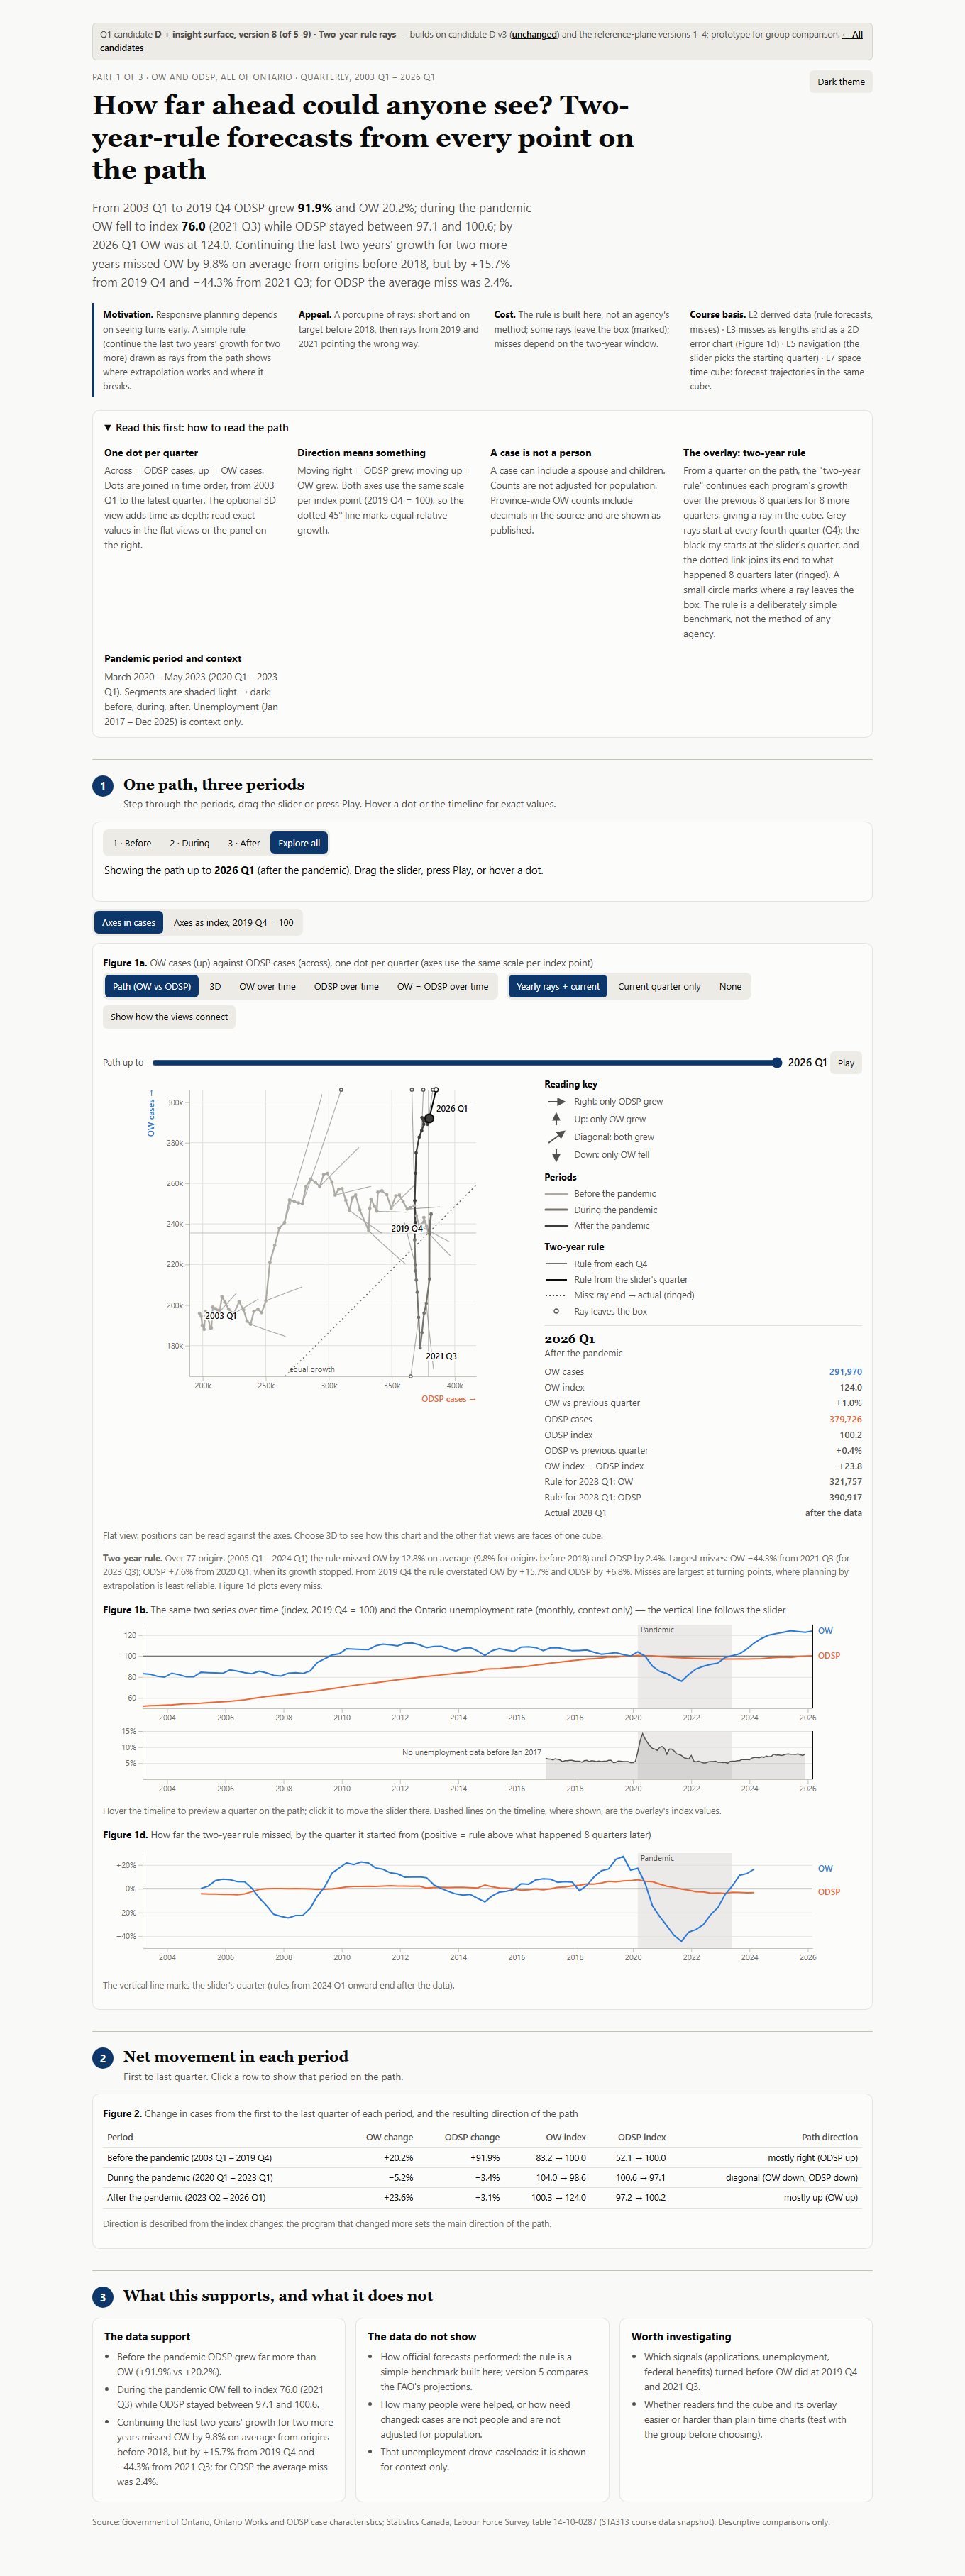 Q1 candidate D + insight surface, version 8 (of 5–9) · Two-year-rule rays — builds on candidate D v3 (unchanged) and the reference-plane versions 1–4; prototype for group comparison. ← All
candidates
PART 1 OF 3 · OW AND ODSP, ALL OF ONTARIO · QUARTERLY, 2003 Q1 – 2026 Q1
Dark theme
How far ahead could anyone see? Two-
year-rule forecasts from every point on
the path
From 2003 Q1 to 2019 Q4 ODSP grew 91.9% and OW 20.2%; during the pandemic
OW fell to index 76.0 (2021 Q3) while ODSP stayed between 97.1 and 100.6; by
2026 Q1 OW was at 124.0. Continuing the last two years' growth for two more
years missed OW by 9.8% on average from origins before 2018, but by +15.7%
from 2019 Q4 and −44.3% from 2021 Q3; for ODSP the average miss was 2.4%.
Motivation. Responsive planning depends
on seeing turns early. A simple rule
(continue the last two years' growth for two
more) drawn as rays from the path shows
where extrapolation works and where it
breaks.
Appeal. A porcupine of rays: short and on
target before 2018, then rays from 2019 and
2021 pointing the wrong way.
Cost. The rule is built here, not an agency's
method; some rays leave the box (marked);
misses depend on the two-year window.
Course basis. L2 derived data (rule forecasts,
misses) · L3 misses as lengths and as a 2D
error chart (Figure 1d) · L5 navigation (the
slider picks the starting quarter) · L7 space-
time cube: forecast trajectories in the same
cube.
▼ Read this first: how to read the path
One dot per quarter
Across = ODSP cases, up = OW cases.
Dots are joined in time order, from 2003
Q1 to the latest quarter. The optional 3D
view adds time as depth; read exact
values in the flat views or the panel on
the right.
Direction means something
Moving right = ODSP grew; moving up =
OW grew. Both axes use the same scale
per index point (2019 Q4 = 100), so the
dotted 45° line marks equal relative
growth.
A case is not a person
A case can include a spouse and children.
Counts are not adjusted for population.
Province-wide OW counts include
decimals in the source and are shown as
published.
The overlay: two-year rule
From a quarter on the path, the "two-year
rule" continues each program's growth
over the previous 8 quarters for 8 more
quarters, giving a ray in the cube. Grey
rays start at every fourth quarter (Q4); the
black ray starts at the slider's quarter, and
the dotted link joins its end to what
happened 8 quarters later (ringed). A
small circle marks where a ray leaves the
box. The rule is a deliberately simple
benchmark, not the method of any
agency.
Pandemic period and context
March 2020 – May 2023 (2020 Q1 – 2023
Q1). Segments are shaded light → dark:
before, during, after. Unemployment (Jan
2017 – Dec 2025) is context only.
1 One path, three periods
Step through the periods, drag the slider or press Play. Hover a dot or the timeline for exact values.
1 · Before 2 · During 3 · After Explore all
Showing the path up to 2026 Q1 (after the pandemic). Drag the slider, press Play, or hover a dot.
Axes in cases Axes as index, 2019 Q4 = 100
Figure 1a. OW cases (up) against ODSP cases (across), one dot per quarter (axes use the same scale per index point)
Path (OW vs ODSP) 3D OW over time ODSP over time OW − ODSP over time Yearly rays + current Current quarter only None
Show how the views connect
Path up to 2026 Q1 Play
OW cases →
300k
280k
260k
240k
220k
200k
180k
200k 250k 300k 350k 400k
ODSP cases →
2026 Q1
2019 Q4
2003 Q1
2021 Q3
equal growth
Reading key
Right: only ODSP grew
Up: only OW grew
Diagonal: both grew
Down: only OW fell
Periods
Before the pandemic
During the pandemic
After the pandemic
Two-year rule
Rule from each Q4
Rule from the slider's quarter
Miss: ray end → actual (ringed)
Ray leaves the box
2026 Q1
After the pandemic
OW cases 291,970
OW index 124.0
OW vs previous quarter +1.0%
ODSP cases 379,726
ODSP index 100.2
ODSP vs previous quarter +0.4%
OW index − ODSP index +23.8
Rule for 2028 Q1: OW 321,757
Rule for 2028 Q1: ODSP 390,917
Actual 2028 Q1 after the data
Flat view: positions can be read against the axes. Choose 3D to see how this chart and the other flat views are faces of one cube.
Two-year rule. Over 77 origins (2005 Q1 – 2024 Q1) the rule missed OW by 12.8% on average (9.8% for origins before 2018) and ODSP by 2.4%. Largest misses: OW −44.3% from 2021 Q3 (for
2023 Q3); ODSP +7.6% from 2020 Q1, when its growth stopped. From 2019 Q4 the rule overstated OW by +15.7% and ODSP by +6.8%. Misses are largest at turning points, where planning by
extrapolation is least reliable. Figure 1d plots every miss.
Figure 1b. The same two series over time (index, 2019 Q4 = 100) and the Ontario unemployment rate (monthly, context only) — the vertical line follows the slider
120
100
80
60
Pandemic
OW
ODSP
2004 2006 2008 2010 2012 2014 2016 2018 2020 2022 2024 2026
15%
10%
5%
No unemployment data before Jan 2017
2004 2006 2008 2010 2012 2014 2016 2018 2020 2022 2024 2026
Hover the timeline to preview a quarter on the path; click it to move the slider there. Dashed lines on the timeline, where shown, are the overlay's index values.
Figure 1d. How far the two-year rule missed, by the quarter it started from (positive = rule above what happened 8 quarters later)
+20%
0%
−20%
−40%
Pandemic
OW
ODSP
2004 2006 2008 2010 2012 2014 2016 2018 2020 2022 2024 2026
The vertical line marks the slider's quarter (rules from 2024 Q1 onward end after the data).
2 Net movement in each period
First to last quarter. Click a row to show that period on the path.
Figure 2. Change in cases from the first to the last quarter of each period, and the resulting direction of the path
Period OW change ODSP change OW index ODSP index Path direction
Before the pandemic (2003 Q1 – 2019 Q4) +20.2% +91.9% 83.2 → 100.0 52.1 → 100.0 mostly right (ODSP up)
During the pandemic (2020 Q1 – 2023 Q1) −5.2% −3.4% 104.0 → 98.6 100.6 → 97.1 diagonal (OW down, ODSP down)
After the pandemic (2023 Q2 – 2026 Q1) +23.6% +3.1% 100.3 → 124.0 97.2 → 100.2 mostly up (OW up)
Direction is described from the index changes: the program that changed more sets the main direction of the path.
3 What this supports, and what it does not
The data support
• Before the pandemic ODSP grew far more than
OW (+91.9% vs +20.2%).
• During the pandemic OW fell to index 76.0 (2021
Q3) while ODSP stayed between 97.1 and 100.6.
• Continuing the last two years' growth for two more
years missed OW by 9.8% on average from origins
before 2018, but by +15.7% from 2019 Q4 and
−44.3% from 2021 Q3; for ODSP the average miss
was 2.4%.
The data do not show
• How official forecasts performed: the rule is a
simple benchmark built here; version 5 compares
the FAO's projections.
• How many people were helped, or how need
changed: cases are not people and are not
adjusted for population.
• That unemployment drove caseloads: it is shown
for context only.
Worth investigating
• Which signals (applications, unemployment,
federal benefits) turned before OW did at 2019 Q4
and 2021 Q3.
• Whether readers find the cube and its overlay
easier or harder than plain time charts (test with
the group before choosing).
Source: Government of Ontario, Ontario Works and ODSP case characteristics; Statistics Canada, Labour Force Survey table 14-10-0287 (STA313 course data snapshot). Descriptive comparisons only.